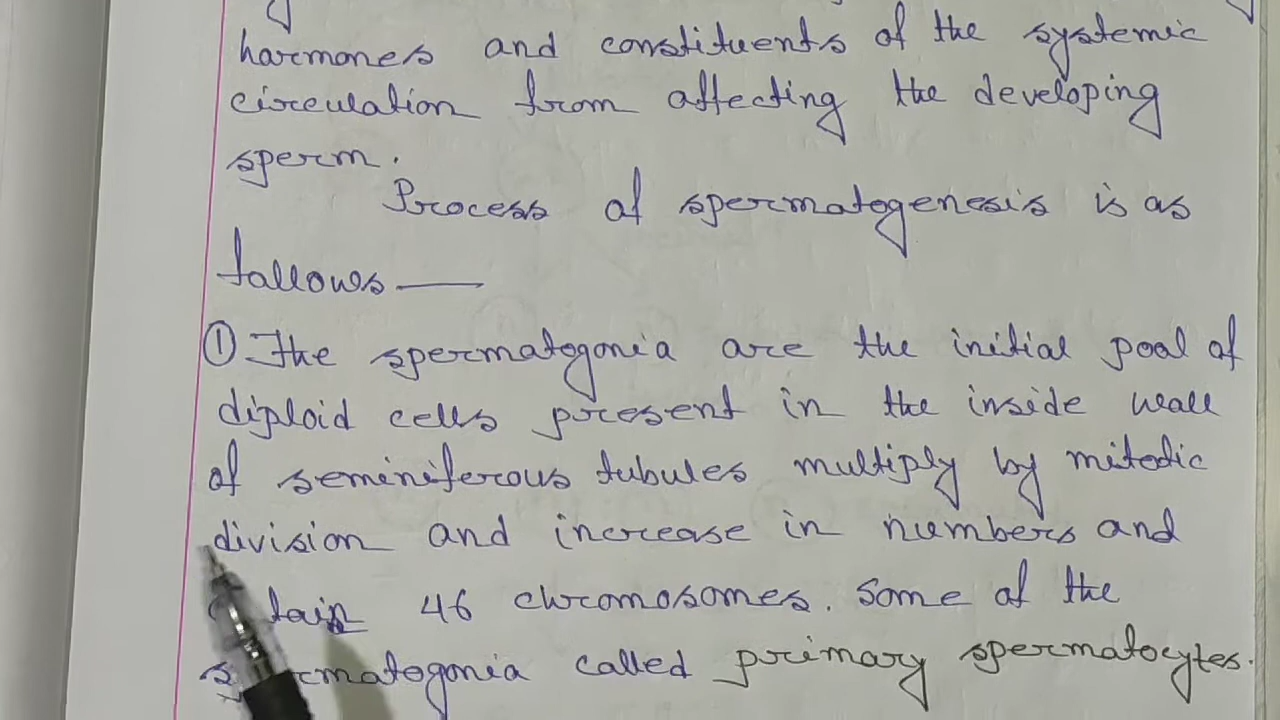 harmones and constituents of the systemic
circulation from affecting the developing
sperm.
Process of spermatogenesis is as
follows —
① The spermatogonia are the initial pool of
diploid cells present in the inside wall
of seminiferous tubules multiply by mitotic
division and increase in numbers and
46 chromosomes. Some of the
called primary spermatocytes.